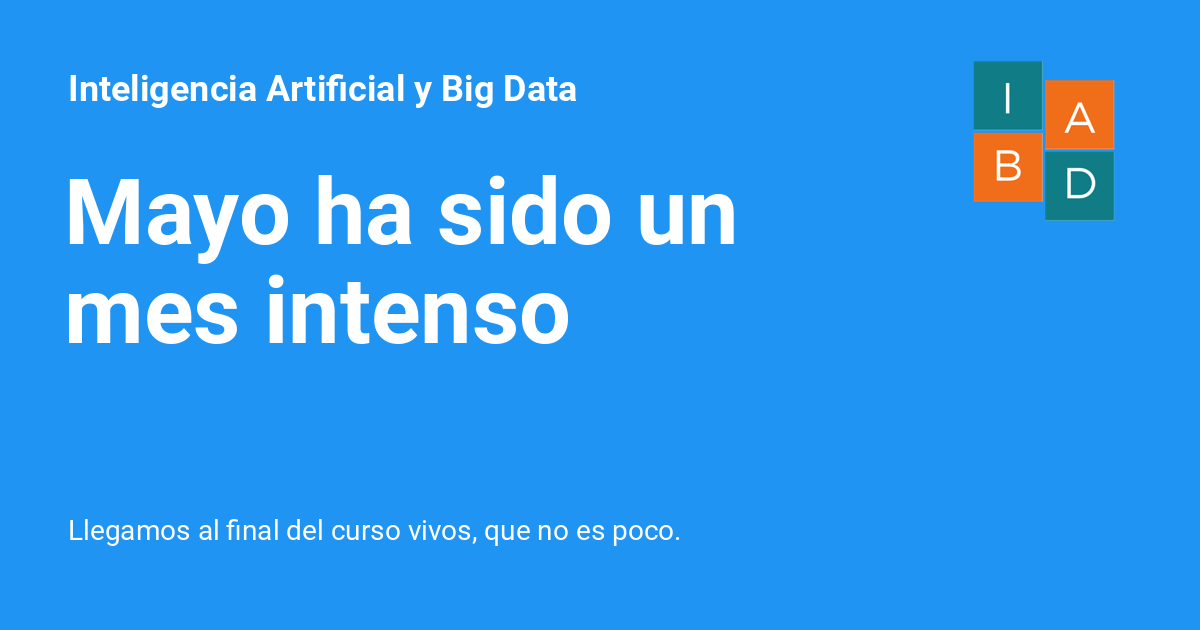 Inteligencia Artificial y Big Data
I A
B D
Mayo ha sido un
mes intenso
Llegamos al final del curso vivos, que no es poco.